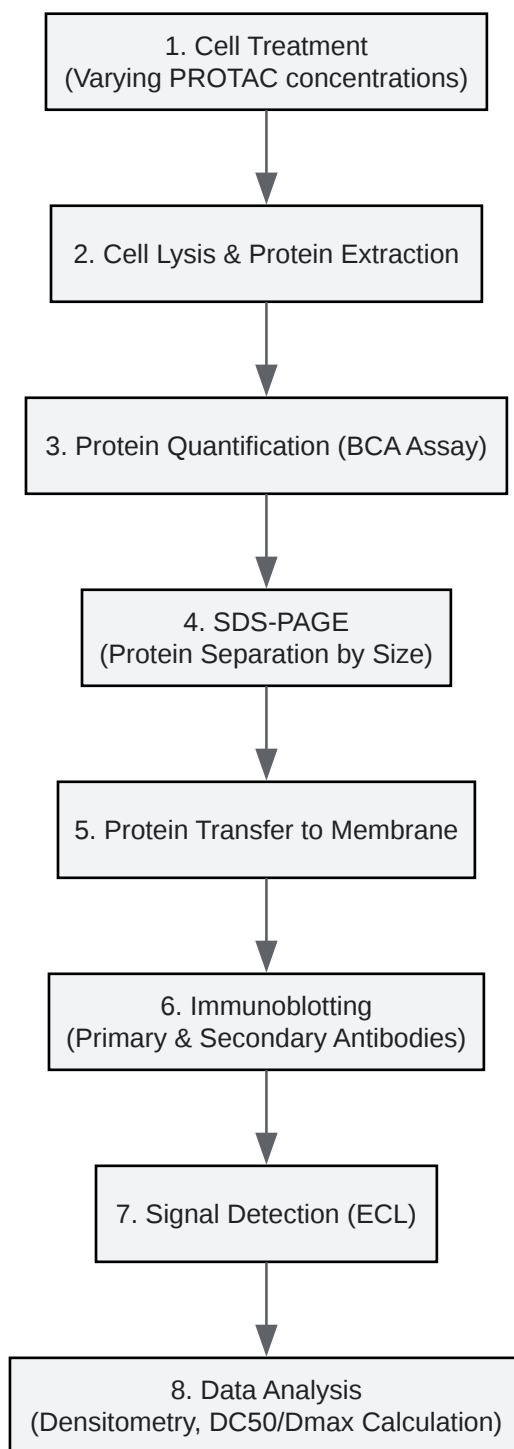 1. Cell Treatment
(Varying PROTAC concentrations)
2. Cell Lysis & Protein Extraction
3. Protein Quantification (BCA Assay)
4. SDS-PAGE
(Protein Separation by Size)
5. Protein Transfer to Membrane
6. Immunoblotting
(Primary & Secondary Antibodies)
7. Signal Detection (ECL)
8. Data Analysis
(Densitometry, DC50/Dmax Calculation)